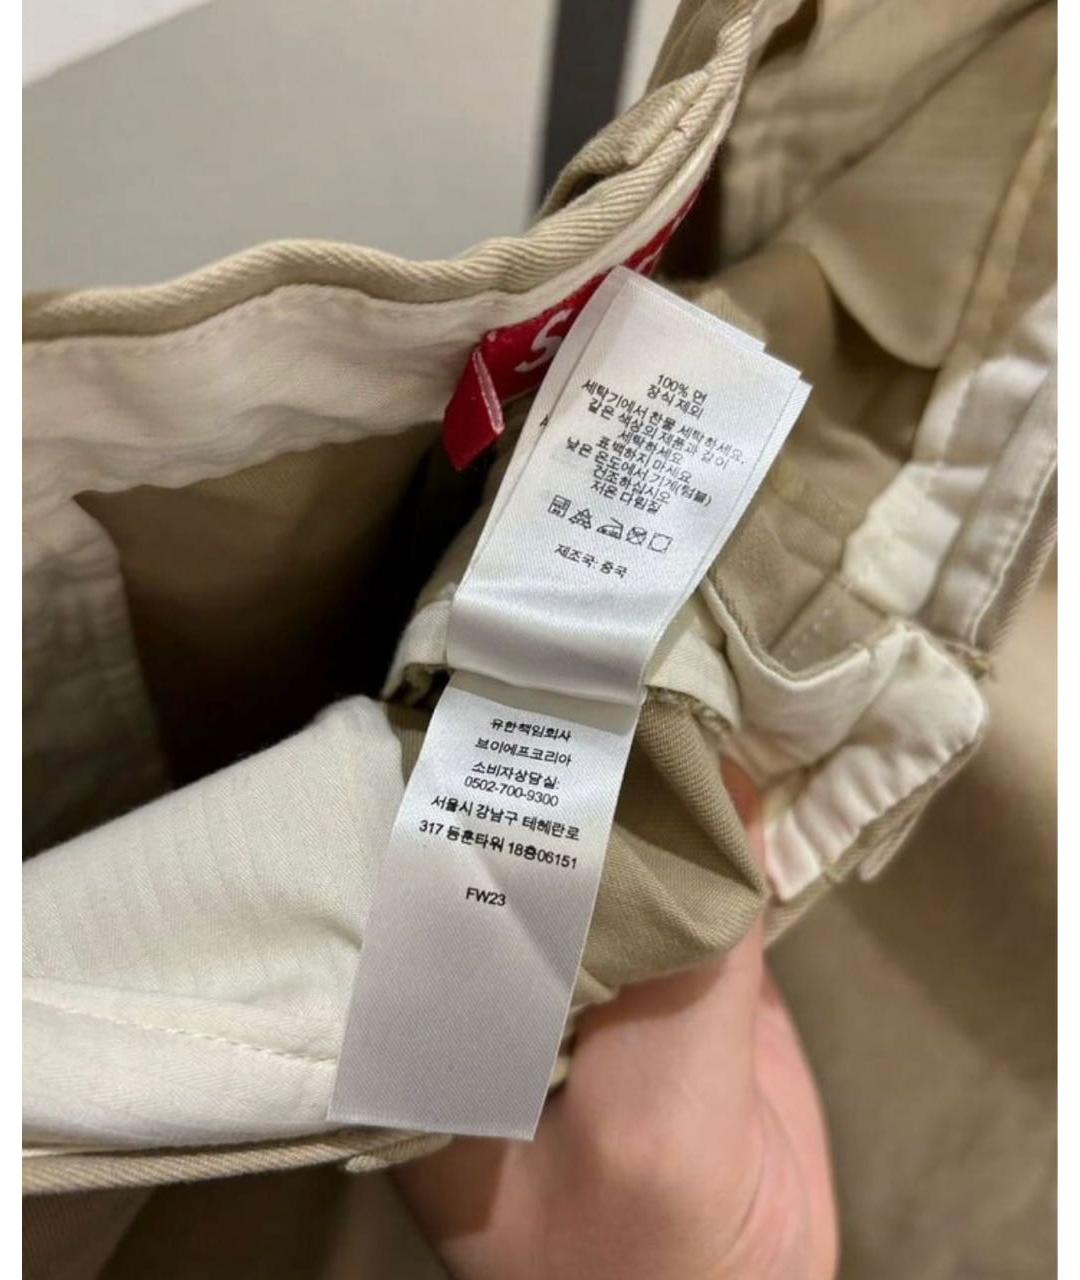 S
100% 면
장식 제외
세탁기에서 찬물 세탁하세요.
같은 색상의 제품과 같이
세탁하세요
표백하지 마세요
낮은 온도에서 기계(텀블)
건조하십시오
저온 다림질
제조국: 중국
유한책임회사
브이에프코리아
소비자상담실:
0502-700-9300
서울시 강남구 테헤란로
317 동훈타워 18층06151
FW23